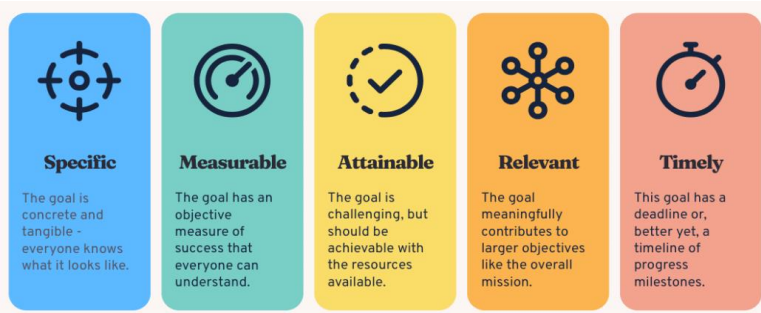 Specific
The goal is
concrete and
tangible -
everyone knows
what it looks like.
Measurable
The goal has an
objective
measure of
success that
everyone can
understand.
Attainable
The goal is
challenging, but
should be
achievable with
the resources
available.
Relevant
The goal
meaningfully
contributes to
larger objectives
like the overall
mission.
Timely
This goal has a
deadline or,
better yet, a
timeline of
progress
milestones.